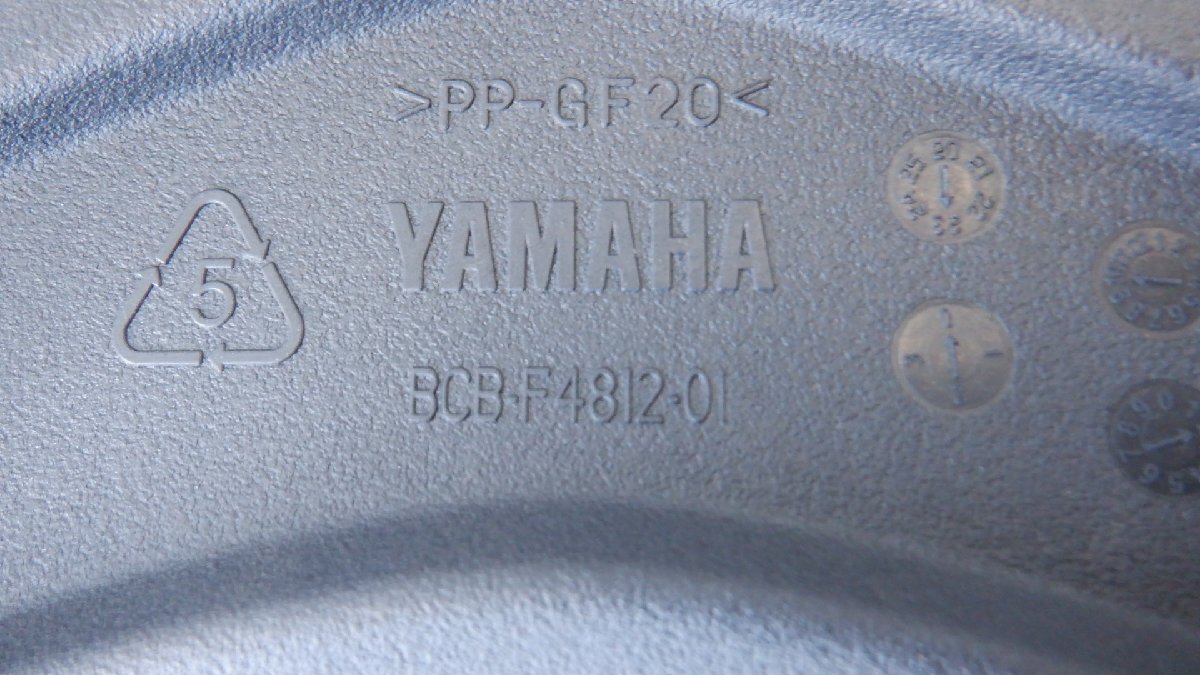 >PP-GF20<
YAMAHA
5
BCB-F4812-01